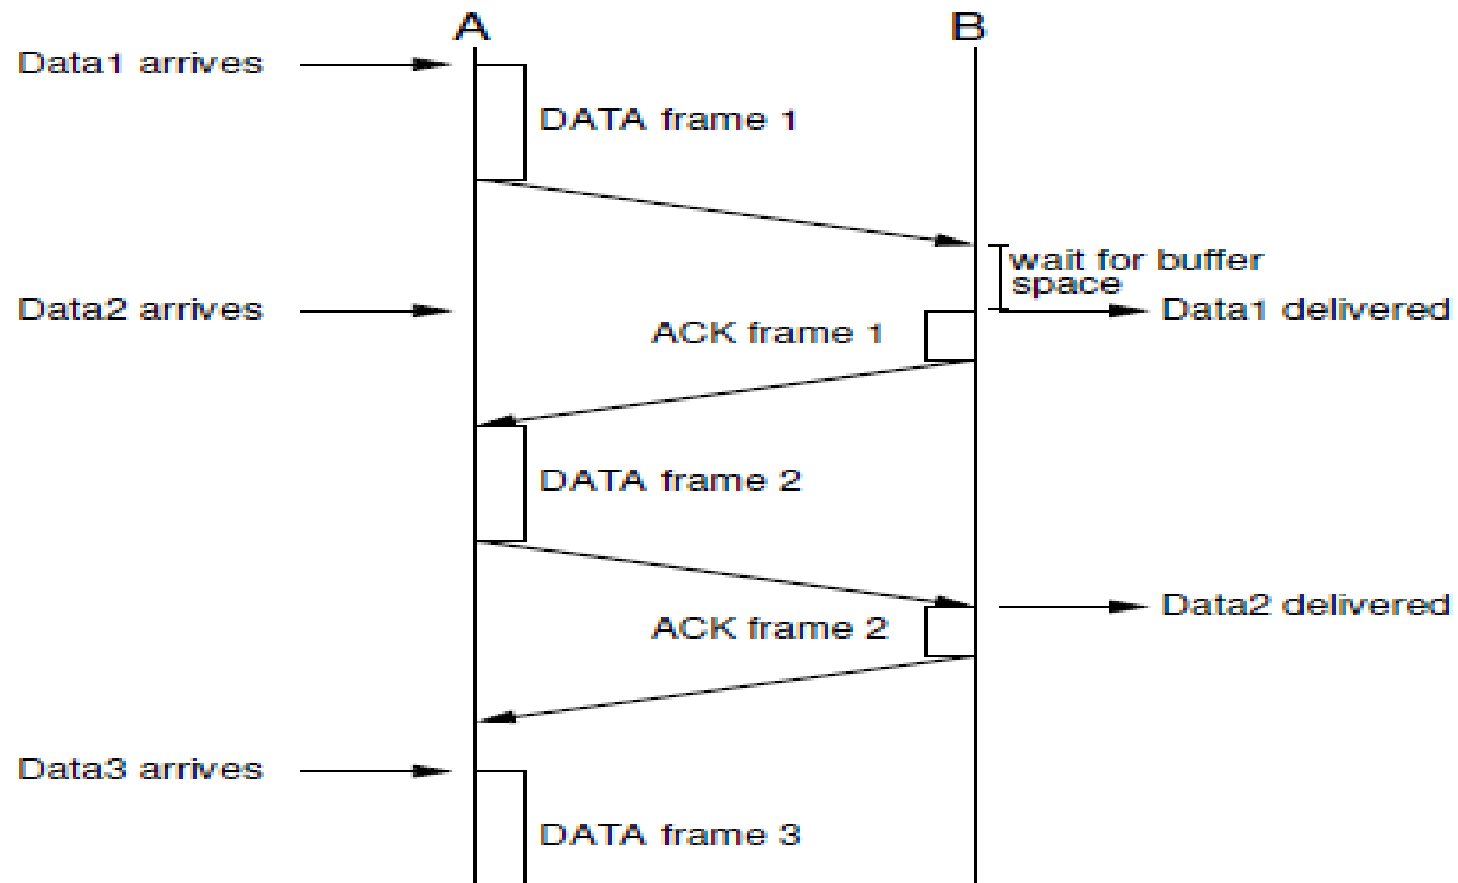 A
B
Data1 arrives
DATA frame 1
wait for buffer
space
Data2 arrives
Data1 delivered
ACK frame 1
DATA frame 2
Data2 delivered
ACK frame 2
Data3 arrives
DATA frame 3